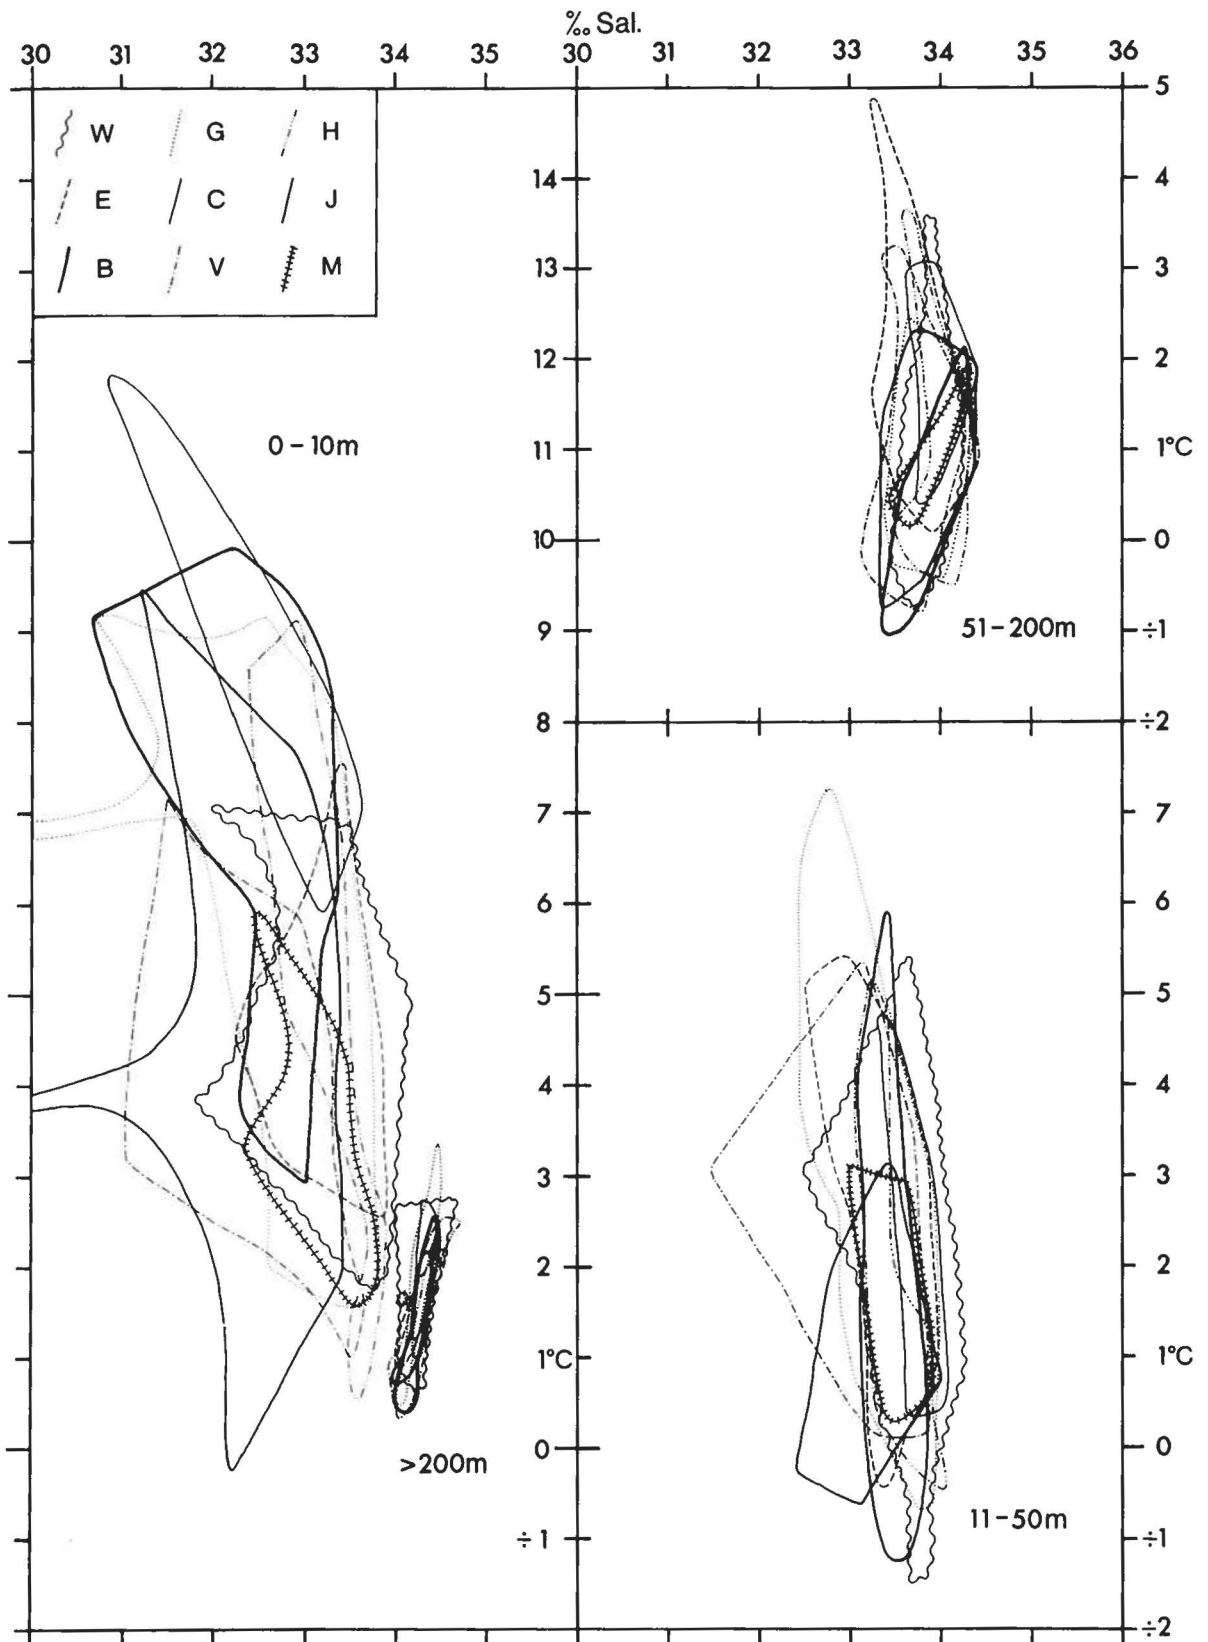 ‰ Sal.
30 31 32 33 34 35 30 32 33 34 35 36
W G H
E C J
B V M
5
14 4
13 3
12 2
0-10m
11 1°C
10 0
9 51-200m ÷1
8 ÷2
7 7
6 6
5 5
4 4
3 3
2 2
1°C 1°C
>200m 0 0
11-50m
÷1 ÷1
÷2